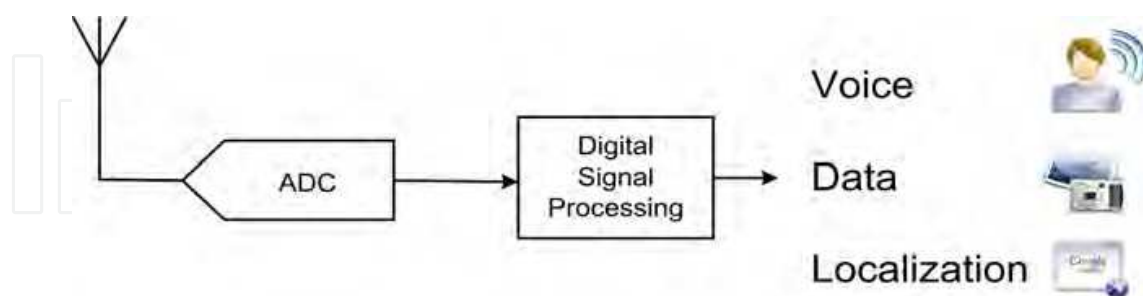 ADC
Digital
Signal
Processing
Voice
Data
Localization